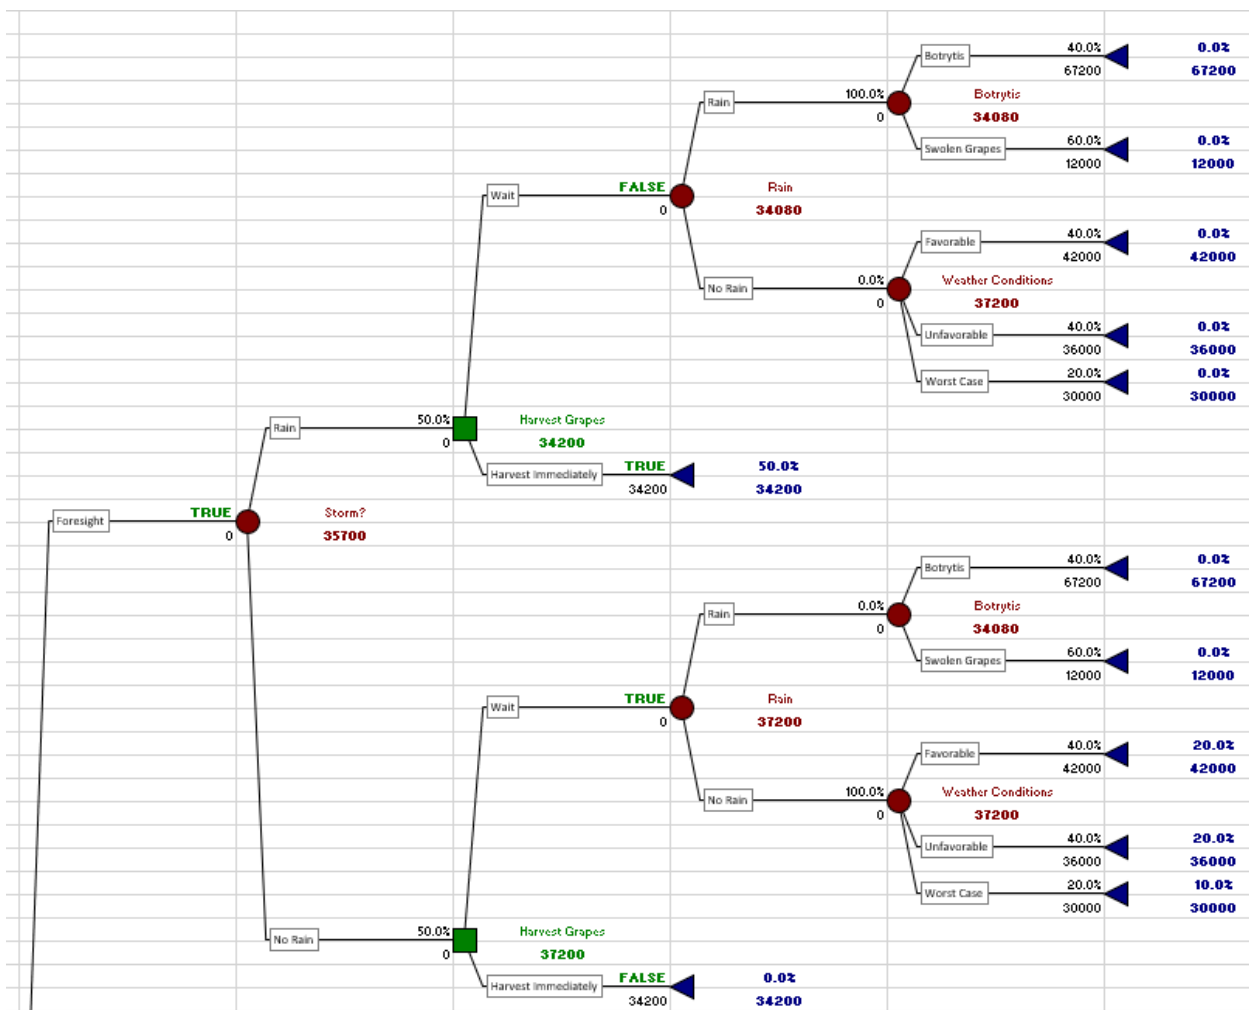 40.0% 0.0%
Botrytis
67200 67200
100.0% Botrytis
Rain
0 34080
60.0% 0.0%
Swolen Grapes
12000 12000
FALSE Rain
Wait
0 34080
40.0% 0.0%
Favorable
42000 42000
0.0% Weather Conditions
No Rain
0 37200
40.0% 0.0%
Unfavorable
36000 36000
20.0% 0.0%
Worst Case
30000 30000
50.0% Harvest Grapes
Rain
0 34200
TRUE 50.0%
Harvest Immediately
34200 34200
TRUE Storm?
Foresight
0 35700
40.0% 0.0%
Botrytis
67200 67200
0.0% Botrytis
Rain
0 34080
60.0% 0.0%
Swolen Grapes
12000 12000
TRUE Rain
Wait
0 37200
40.0% 20.0%
Favorable
42000 42000
100.0% Weather Conditions
No Rain
0 37200
40.0% 20.0%
Unfavorable
36000 36000
20.0% 10.0%
Worst Case
30000 30000
50.0% Harvest Grapes
No Rain
0 37200
FALSE 0.0%
Harvest Immediately
34200 34200